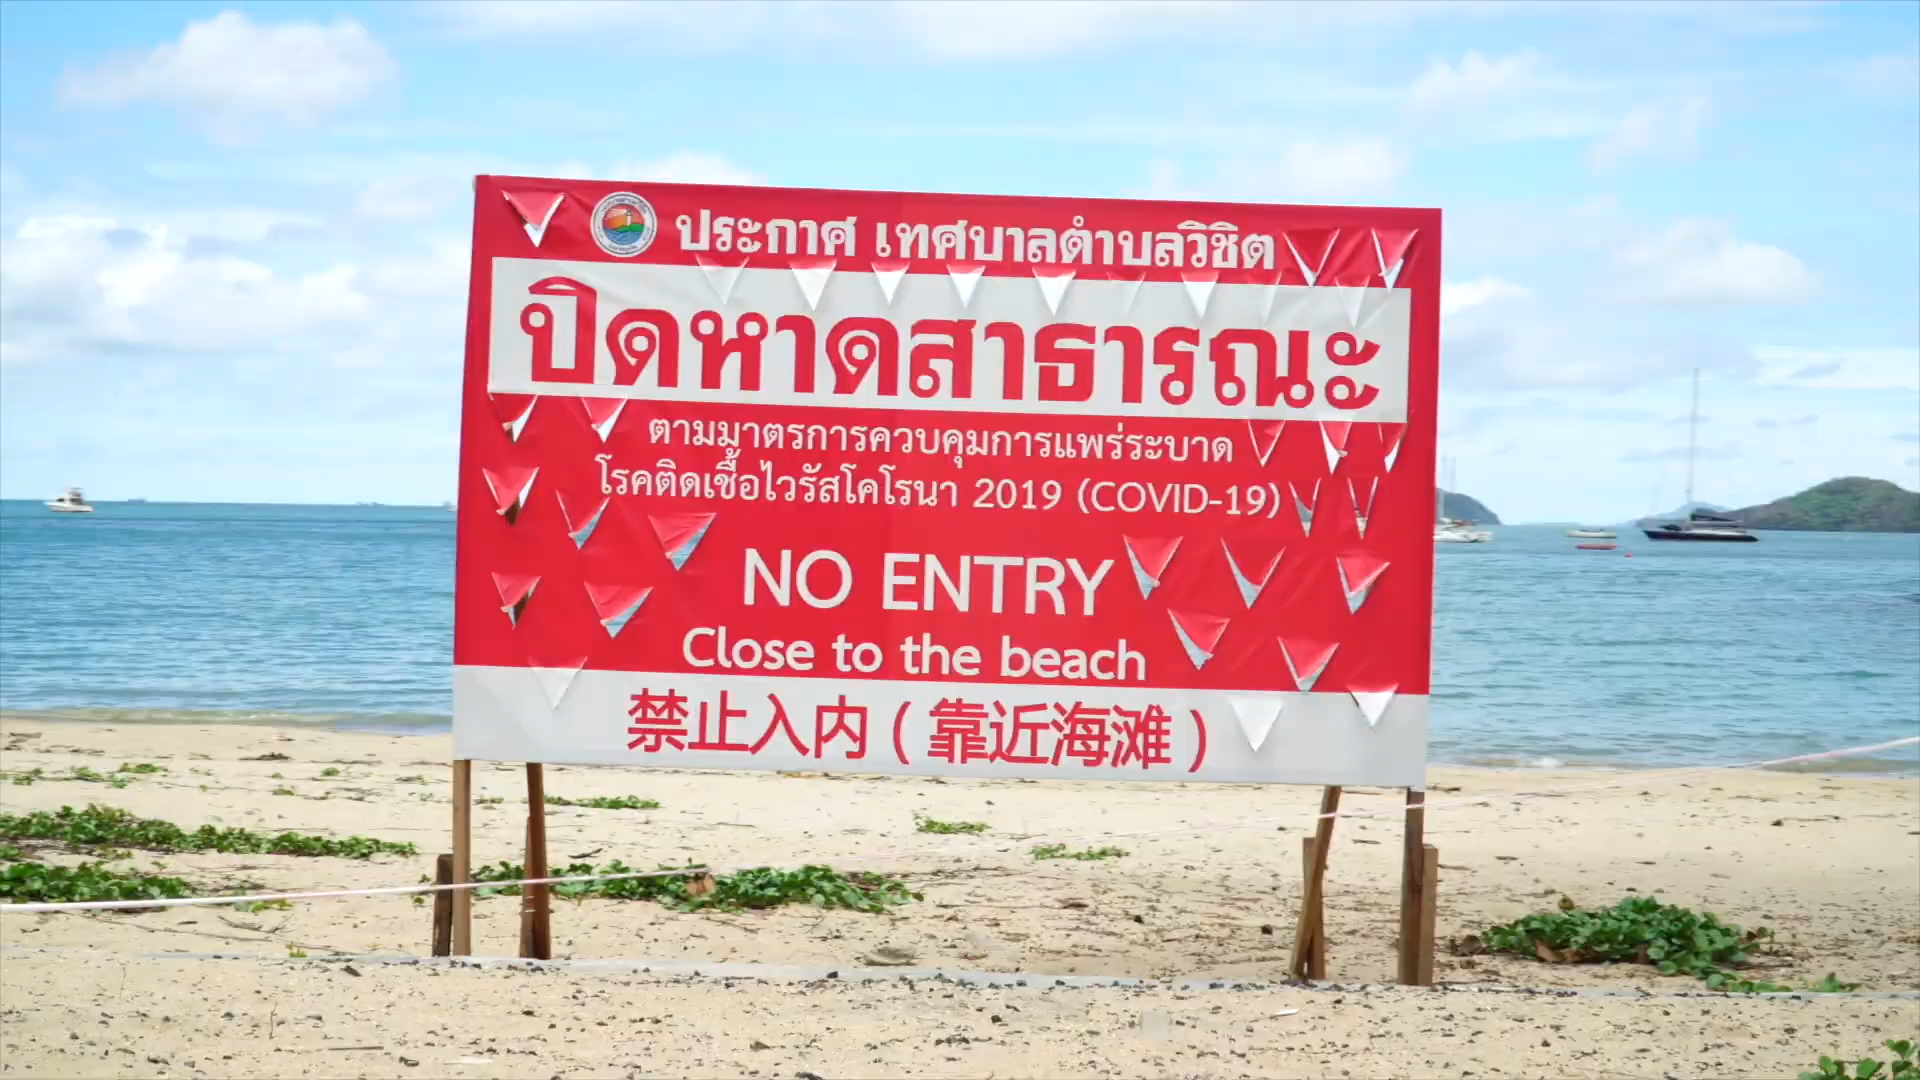 ประกาศ เทศบาลตำบลวิชิต
ปิดหาดสาธารณะ
ตามมาตรการควบคุมการแพร่ระบาด
โรคติดเชื้อไวรัสโคโรนา 2019 (COVID-19)
NO ENTRY
Close to the beach
禁止入内（靠近海滩）